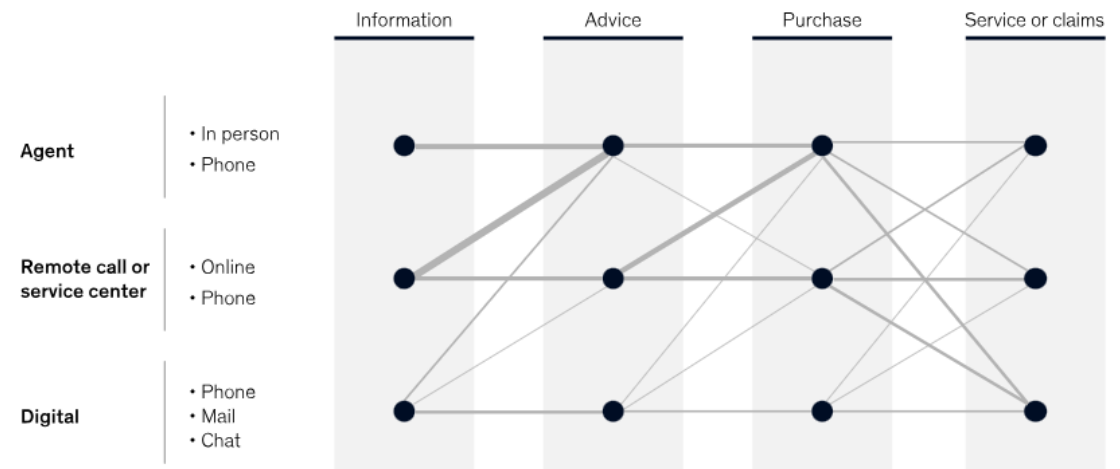 Information
Advice
Purchase
Service or claims
Agent
• In person
• Phone
Remote call or
service center
• Online
• Phone
Digital
• Phone
• Mail
• Chat